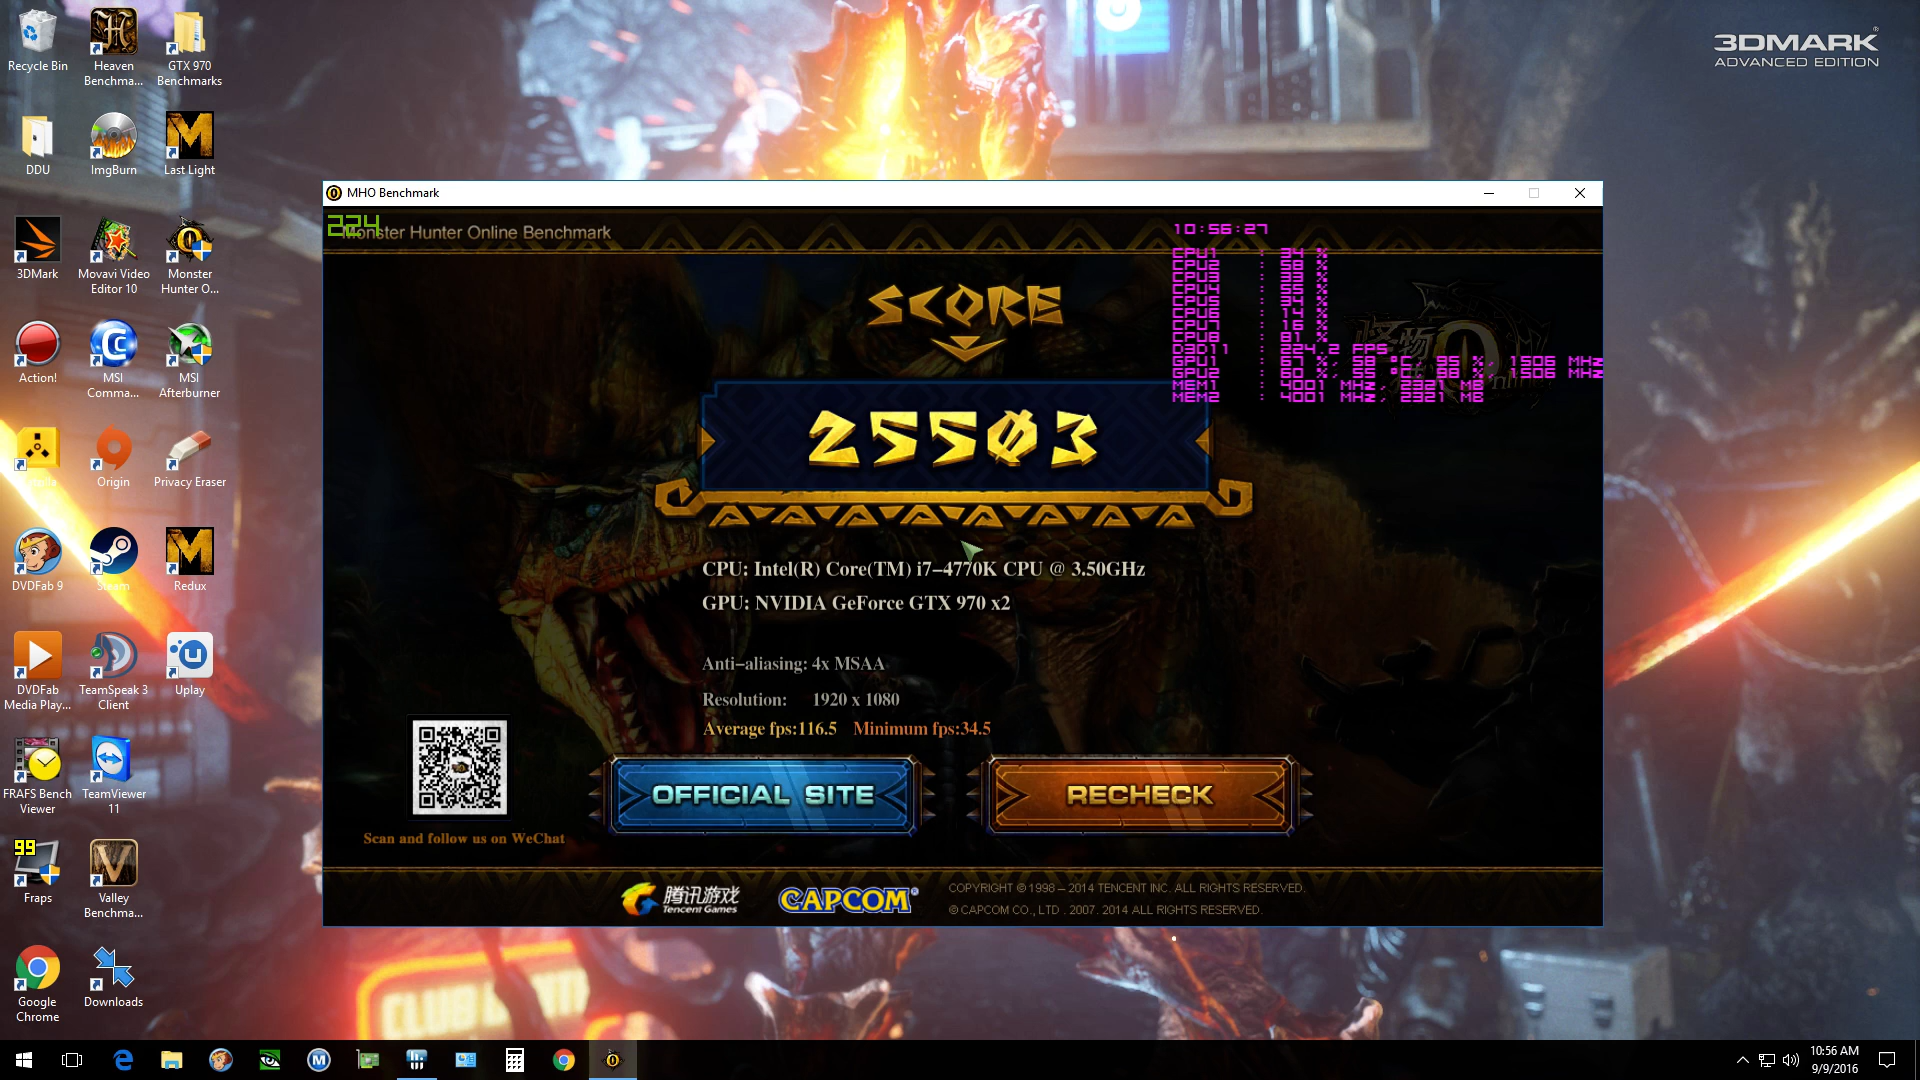 Recycle Bin
Heaven Benchma...
GTX 970 Benchmarks
DDU
ImgBurn
Last Light
3DMark
Movavi Video Editor 10
Monster Hunter O...
Action!
MSI Comma...
MSI Afterburner
Origin
Privacy Eraser
DVDFab 9
Steam
Redux
DVDFab Media Play...
TeamSpeak 3 Client
Uplay
FRAFS Bench Viewer
TeamViewer 11
99
Fraps
Valley Benchma...
Google Chrome
Downloads
3DMARK®
ADVANCED EDITION
MHO Benchmark
224
Monster Hunter Online Benchmark
10:56:27
CPU1 : 34 %
CPU2 : 58 %
CPU3 : 33 %
CPU4 : 55 %
CPU5 : 34 %
CPU6 : 14 %
CPU7 : 16 %
CPU8 : 81 %
D3D11 : 224.2 FPS
GPU1 : 67 %, 58 °C, 95 %, 1506 MHz
GPU2 : 60 %, 55 °C, 88 %, 1506 MHz
MEM1 : 4001 MHz, 2321 MB
MEM2 : 4001 MHz, 2321 MB
SCORE
25503
CPU: Intel(R) Core(TM) i7-4770K CPU @ 3.50GHz
GPU: NVIDIA GeForce GTX 970 x2
Anti-aliasing: 4x MSAA
Resolution: 1920 x 1080
Average fps:116.5 Minimum fps:34.5
OFFICIAL SITE
RECHECK
Scan and follow us on WeChat
腾讯游戏
Tencent Games
CAPCOM®
COPYRIGHT © 1998 – 2014 TENCENT INC. ALL RIGHTS RESERVED.
© CAPCOM CO., LTD . 2007. 2014 ALL RIGHTS RESERVED.
10:56 AM
9/9/2016